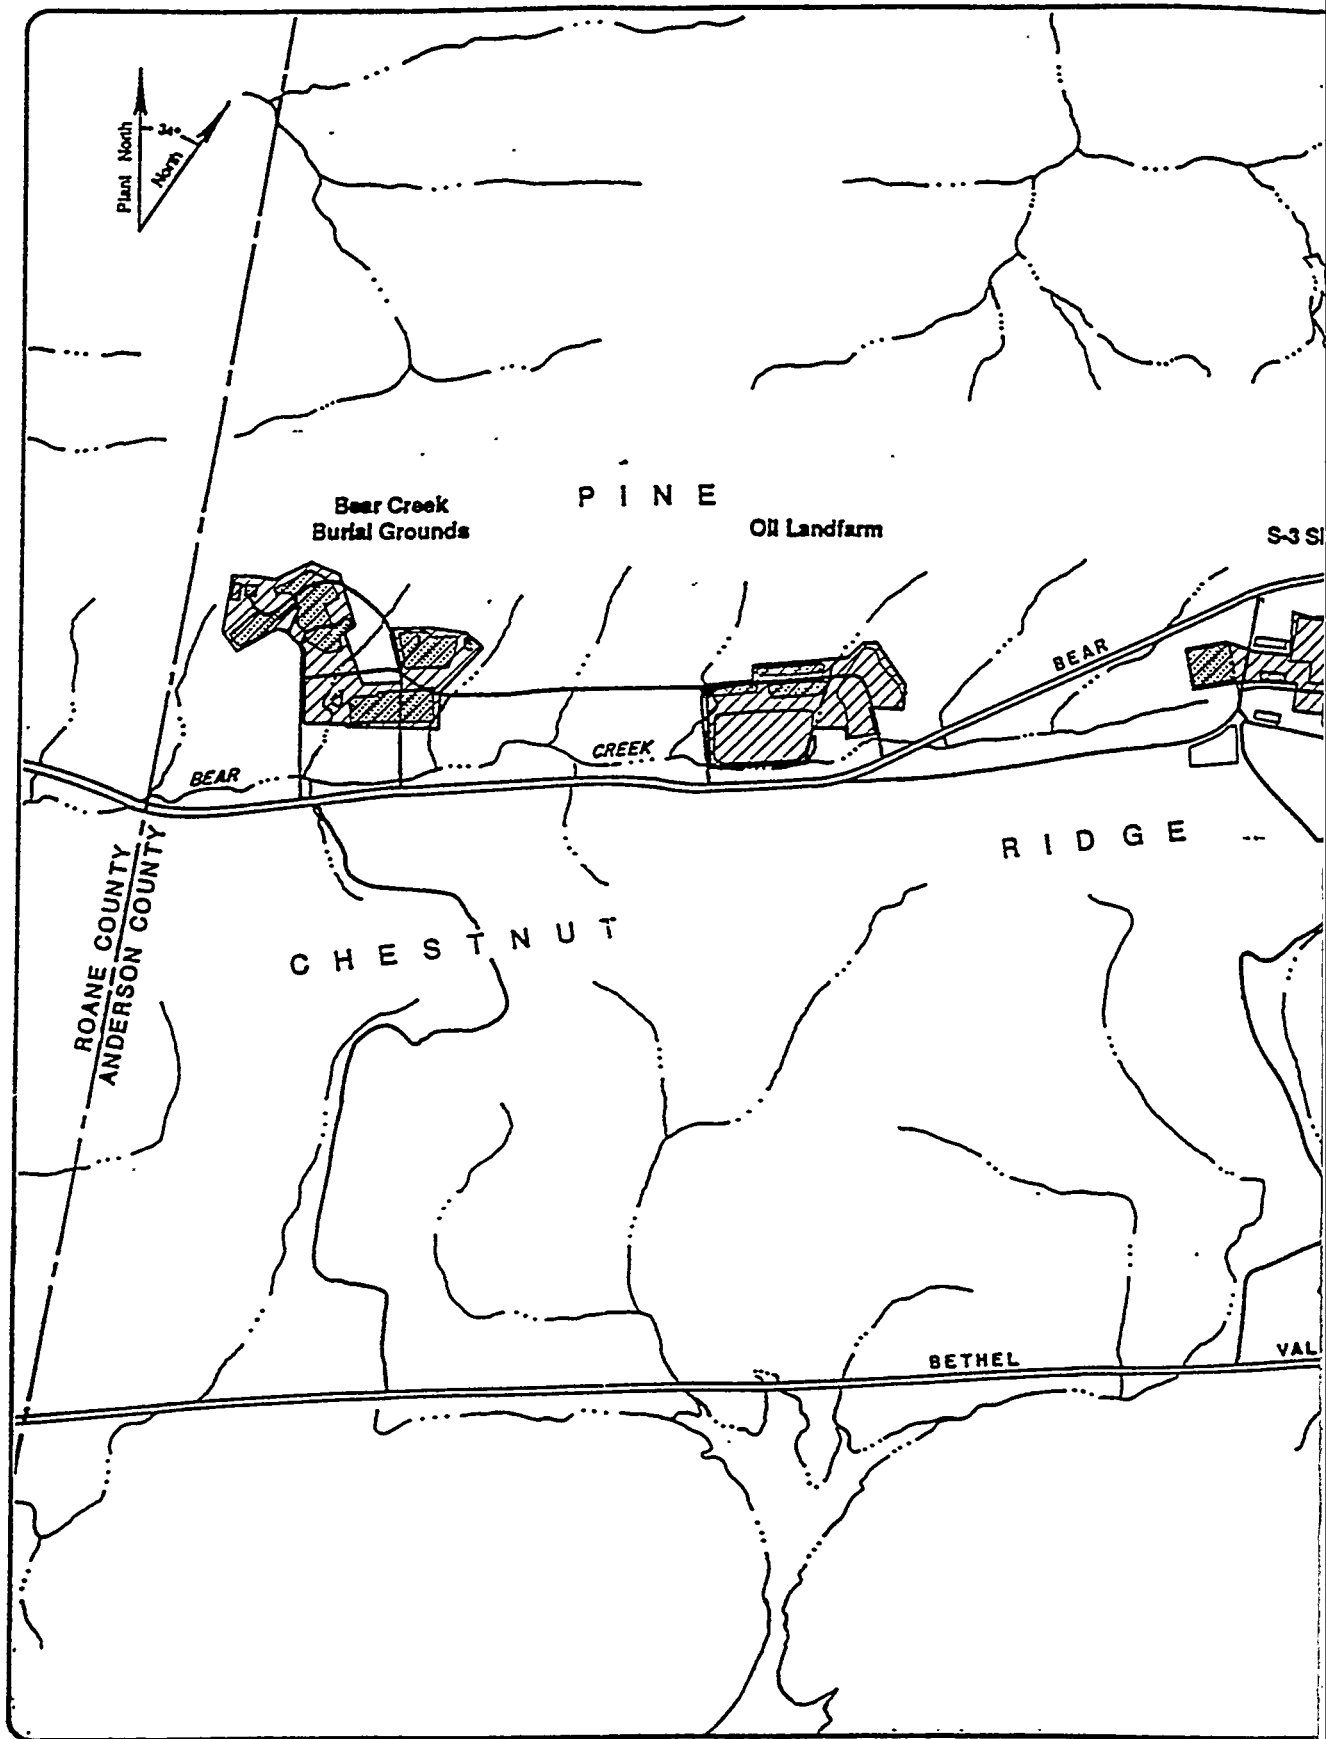 Plant North
34°
North
PINE
Bear Creek
Burial Grounds
Oil Landfarm
S-3 Si
BEAR
CREEK
BEAR
RIDGE
ROANE COUNTY
ANDERSON COUNTY
CHESTNUT
BETHEL
VAL